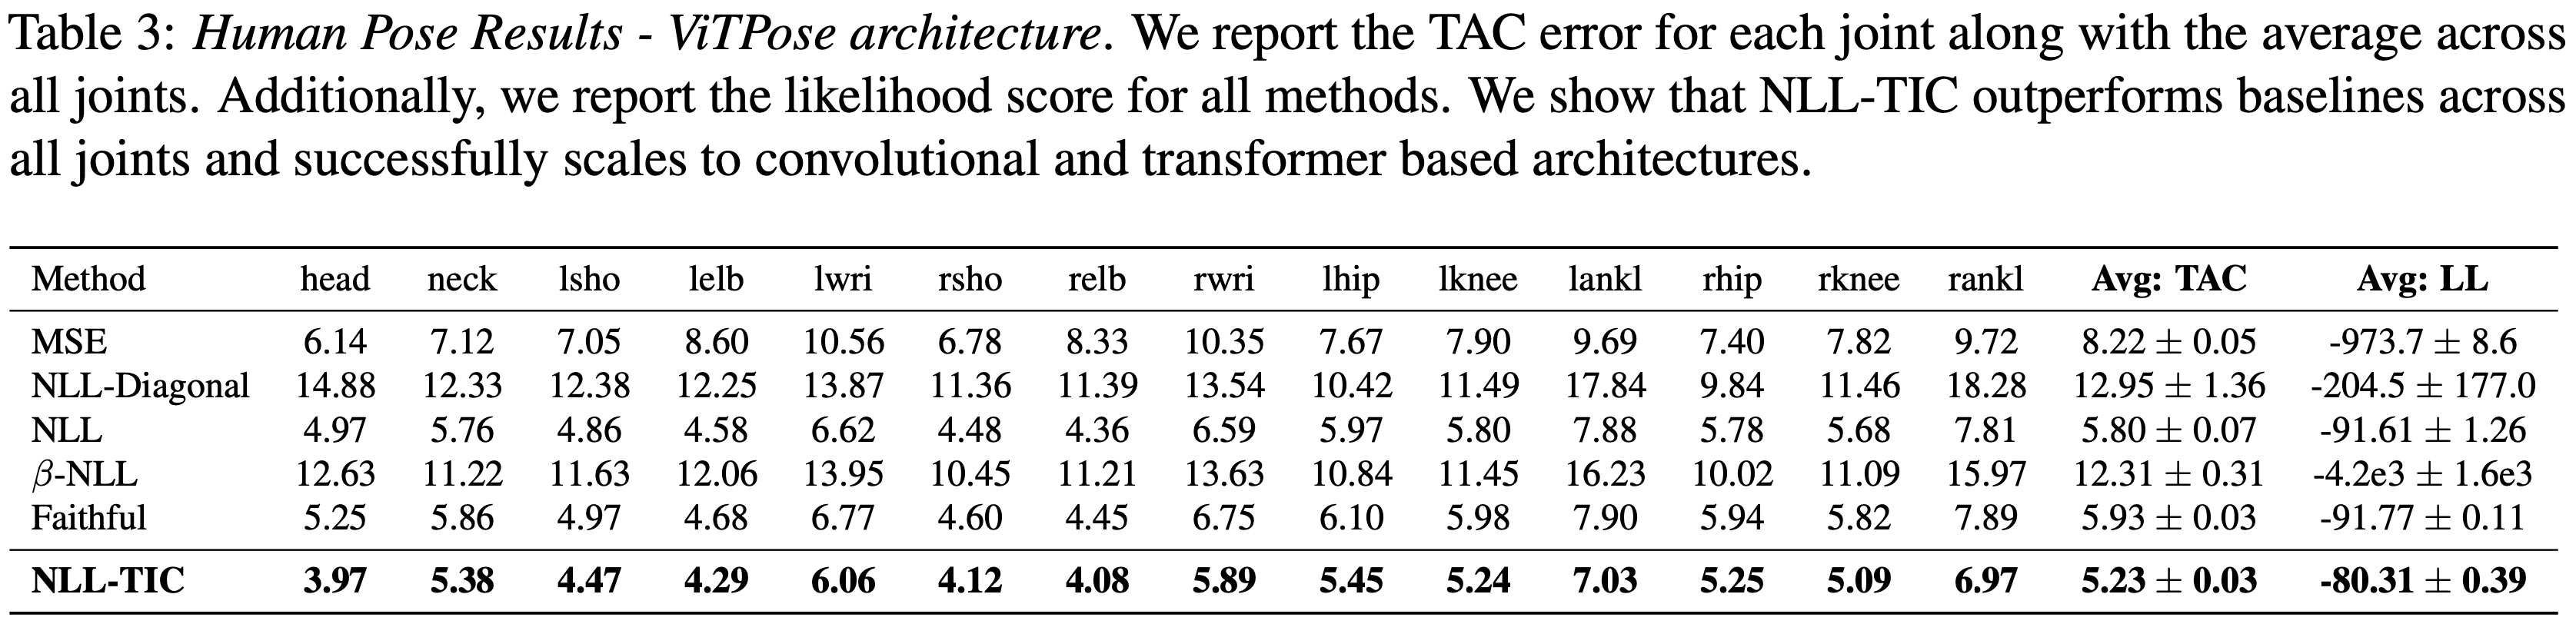 Table 3: Human Pose Results - ViTPose architecture. We report the TAC error for each joint along with the average across
all joints. Additionally, we report the likelihood score for all methods. We show that NLL-TIC outperforms baselines across
all joints and successfully scales to convolutional and transformer based architectures.
Method head neck lsho lelb lwri rsho relb rwri lhip lknee lankl rhip rknee rankl Avg: TAC Avg: LL
MSE 6.14 7.12 7.05 8.60 10.56 6.78 8.33 10.35 7.67 7.90 9.69 7.40 7.82 9.72 8.22 ± 0.05 -973.7 ± 8.6
NLL-Diagonal 14.88 12.33 12.38 12.25 13.87 11.36 11.39 13.54 10.42 11.49 17.84 9.84 11.46 18.28 12.95 ± 1.36 -204.5 ± 177.0
NLL 4.97 5.76 4.86 4.58 6.62 4.48 4.36 6.59 5.97 5.80 7.88 5.78 5.68 7.81 5.80 ± 0.07 -91.61 ± 1.26
β-NLL 12.63 11.22 11.63 12.06 13.95 10.45 11.21 13.63 10.84 11.45 16.23 10.02 11.09 15.97 12.31 ± 0.31 -4.2e3 ± 1.6e3
Faithful 5.25 5.86 4.97 4.68 6.77 4.60 4.45 6.75 6.10 5.98 7.90 5.94 5.82 7.89 5.93 ± 0.03 -91.77 ± 0.11
NLL-TIC 3.97 5.38 4.47 4.29 6.06 4.12 4.08 5.89 5.45 5.24 7.03 5.25 5.09 6.97 5.23 ± 0.03 -80.31 ± 0.39